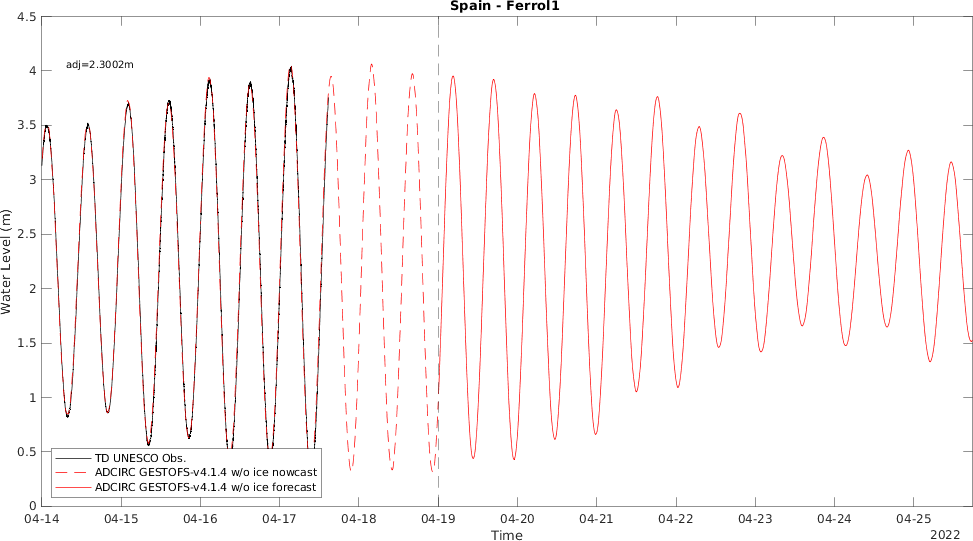 Spain - Ferrol1
4.5
4
3.5
3
2.5
2
1.5
1
0.5
0
Water Level (m)
adj=2.3002m
TD UNESCO Obs.
ADCIRC GESTOFS-v4.1.4 w/o ice nowcast
ADCIRC GESTOFS-v4.1.4 w/o ice forecast
04-14 04-15 04-16 04-17 04-18 04-19 04-20 04-21 04-22 04-23 04-24 04-25
Time
2022